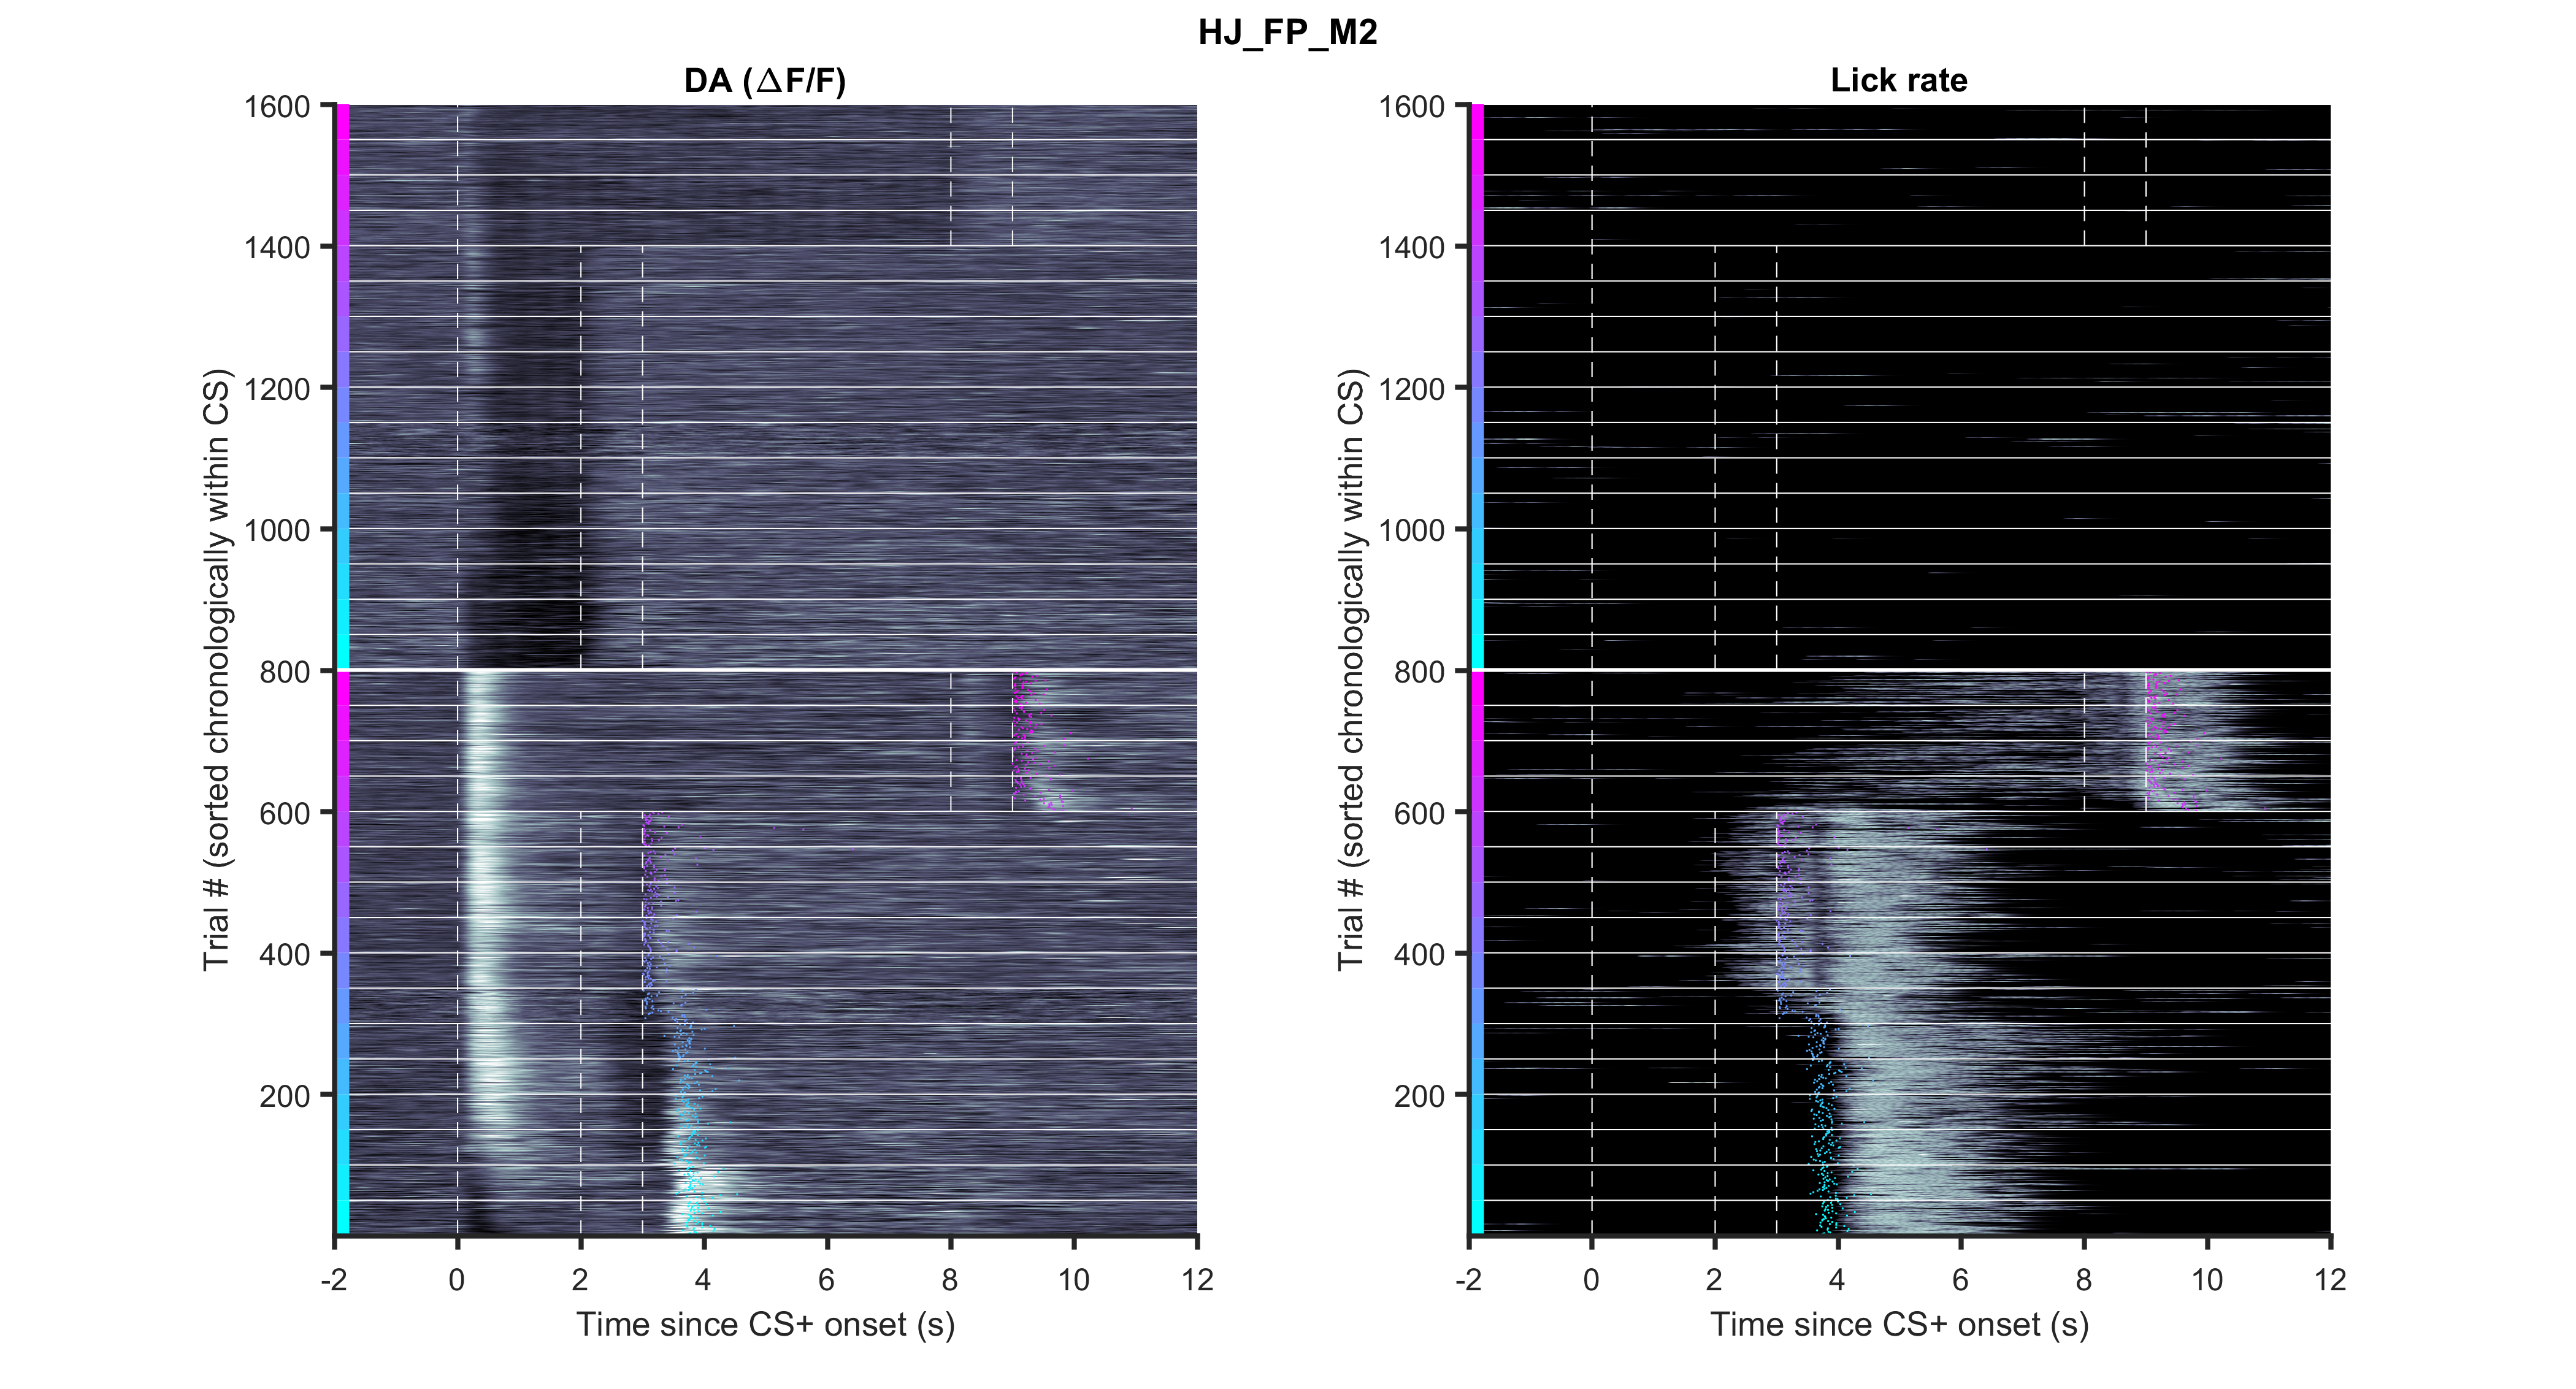 HJ_FP_M2
DA (ΔF/F)
Trial # (sorted chronologically within CS)
1600
1400
1200
1000
800
600
400
200
-2 0 2 4 6 8 10 12
Time since CS+ onset (s)
Lick rate
Trial # (sorted chronologically within CS)
1600
1400
1200
1000
800
600
400
200
-2 0 2 4 6 8 10 12
Time since CS+ onset (s)